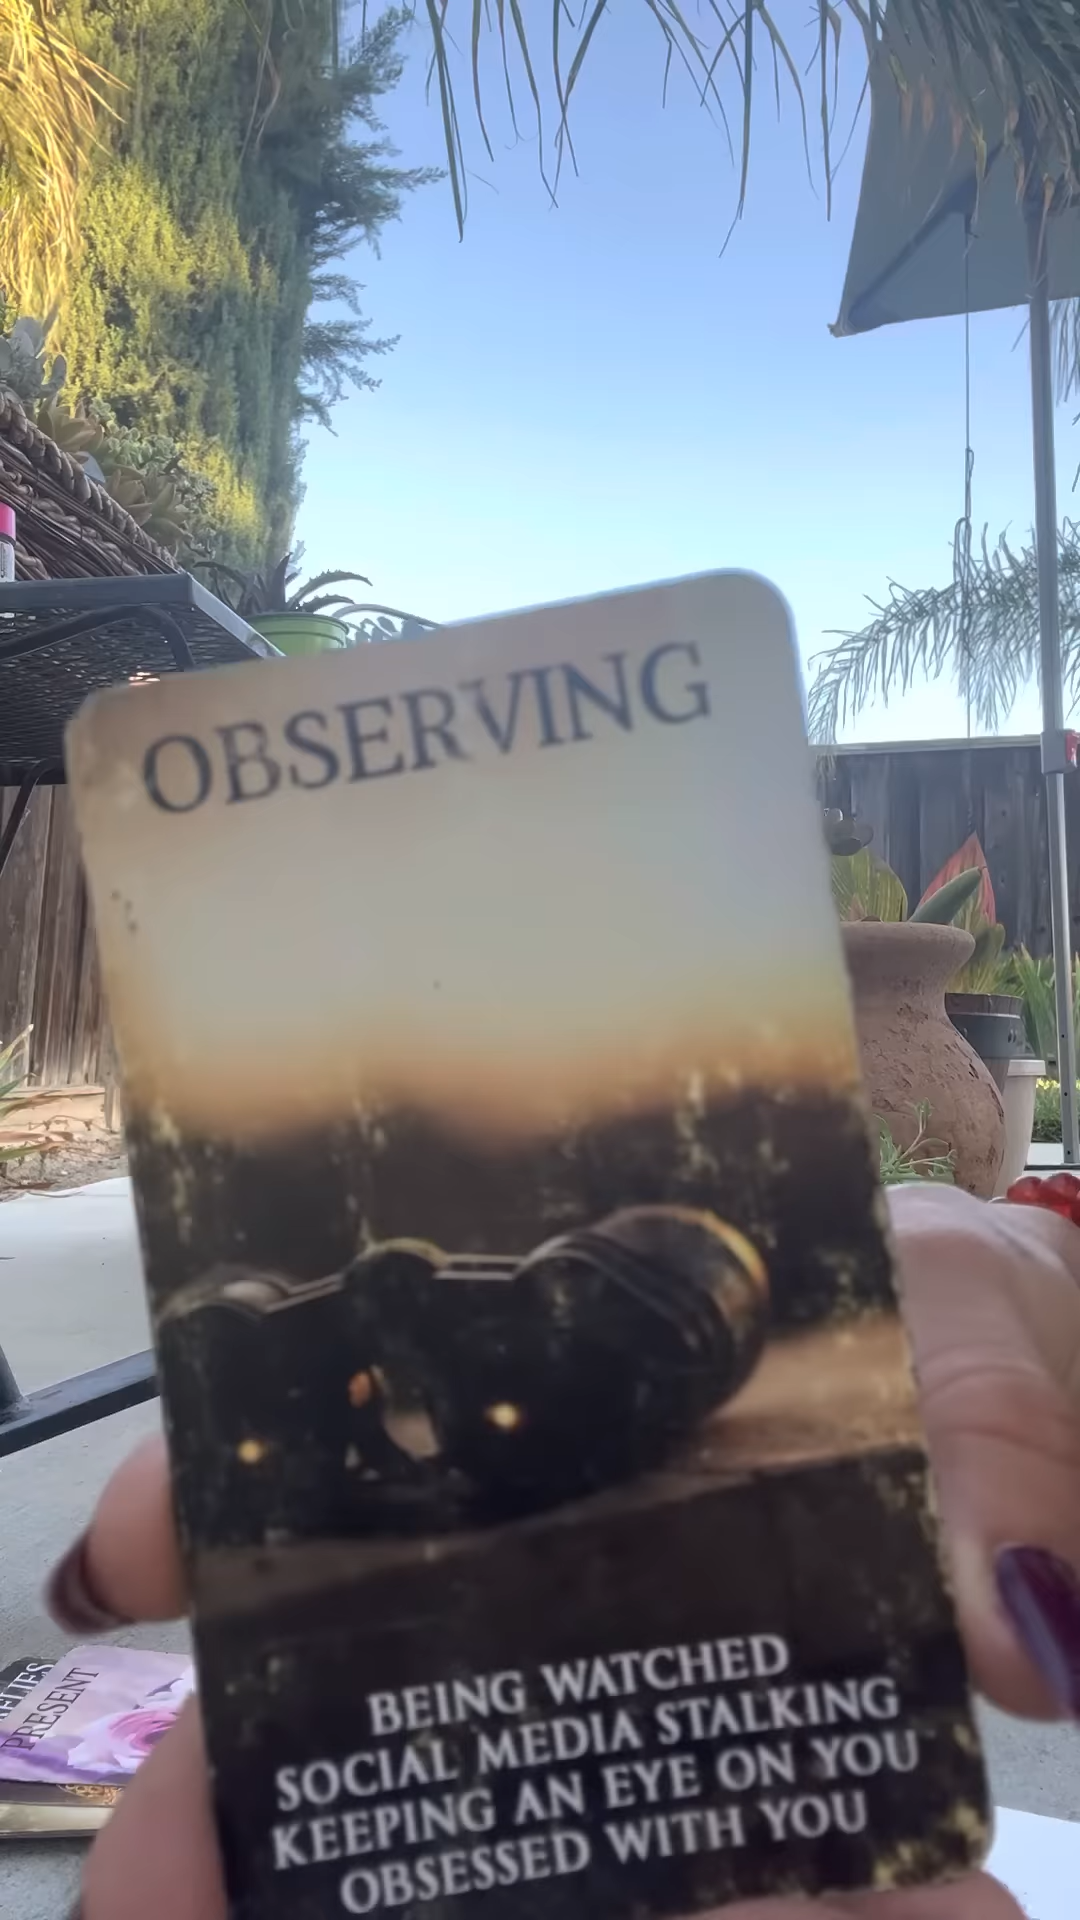 OBSERVING
BEING WATCHED
SOCIAL MEDIA STALKING
KEEPING AN EYE ON YOU
OBSESSED WITH YOU
PRESENT